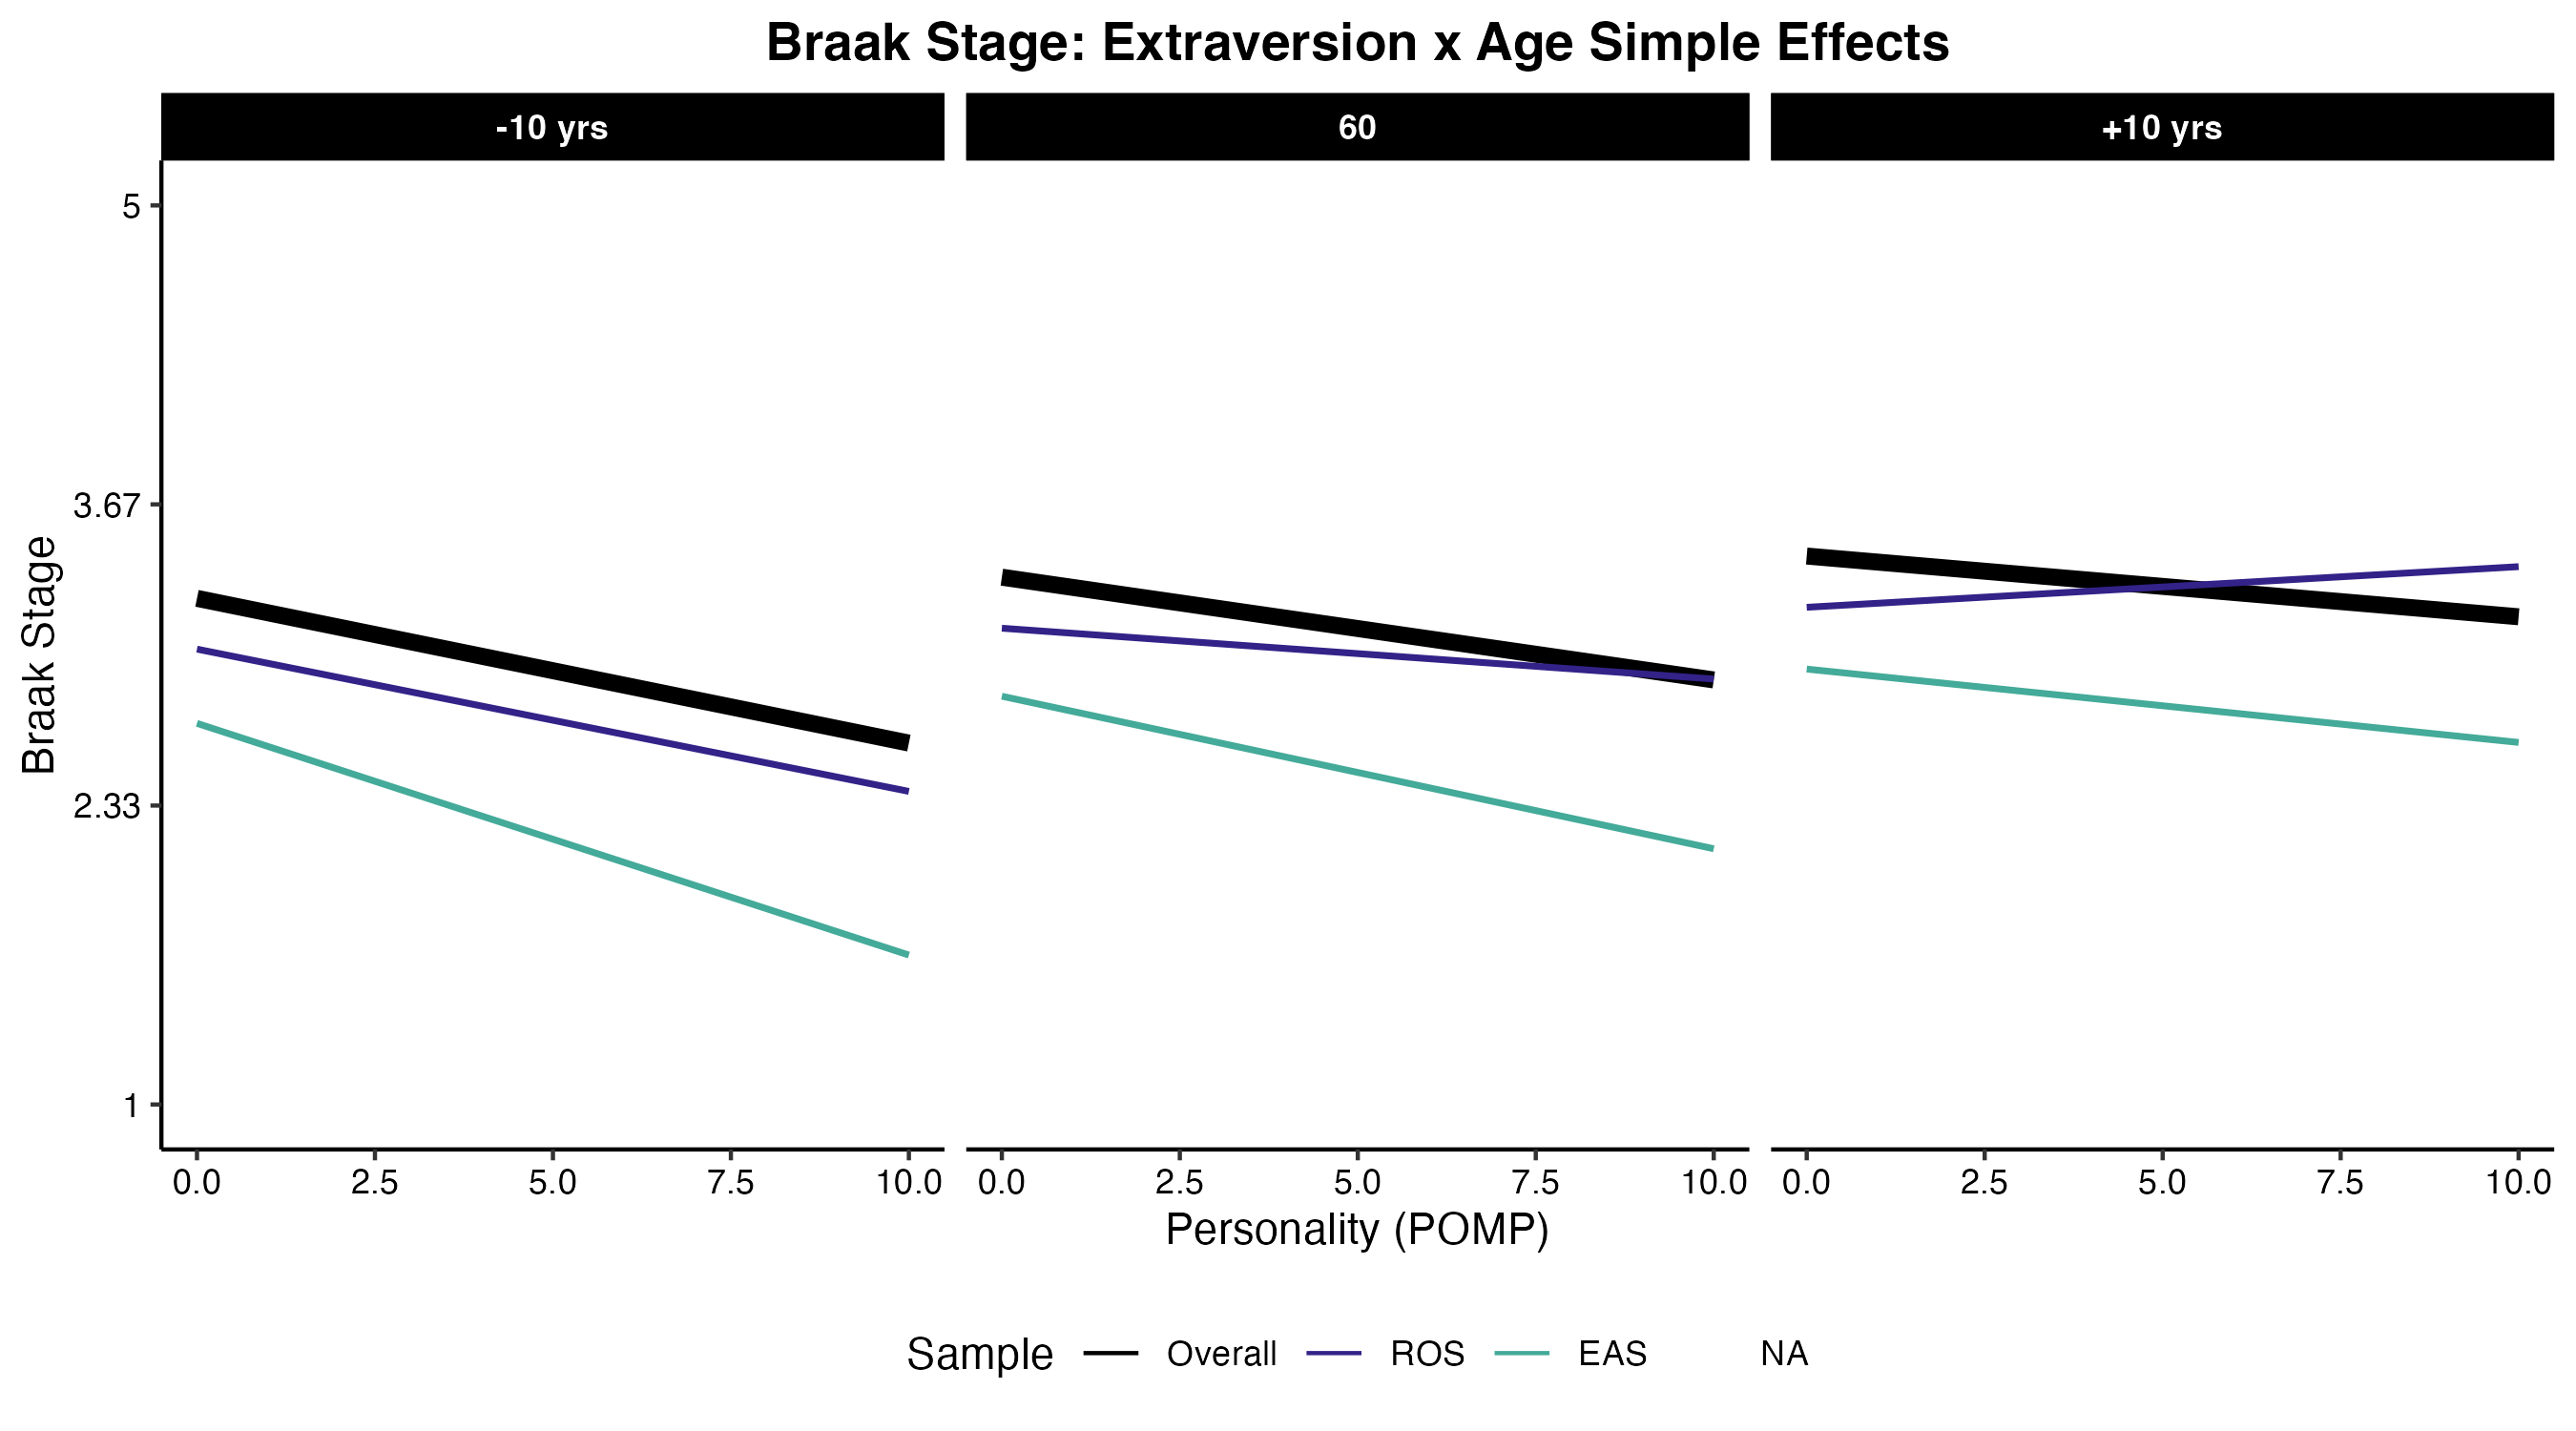 Braak Stage: Extraversion x Age Simple Effects
-10 yrs 60 +10 yrs
5
3.67
2.33
1
Braak Stage
0.0 2.5 5.0 7.5 10.0 0.0 2.5 5.0 7.5 10.0 0.0 2.5 5.0 7.5 10.0
Personality (POMP)
Sample Overall ROS EAS NA